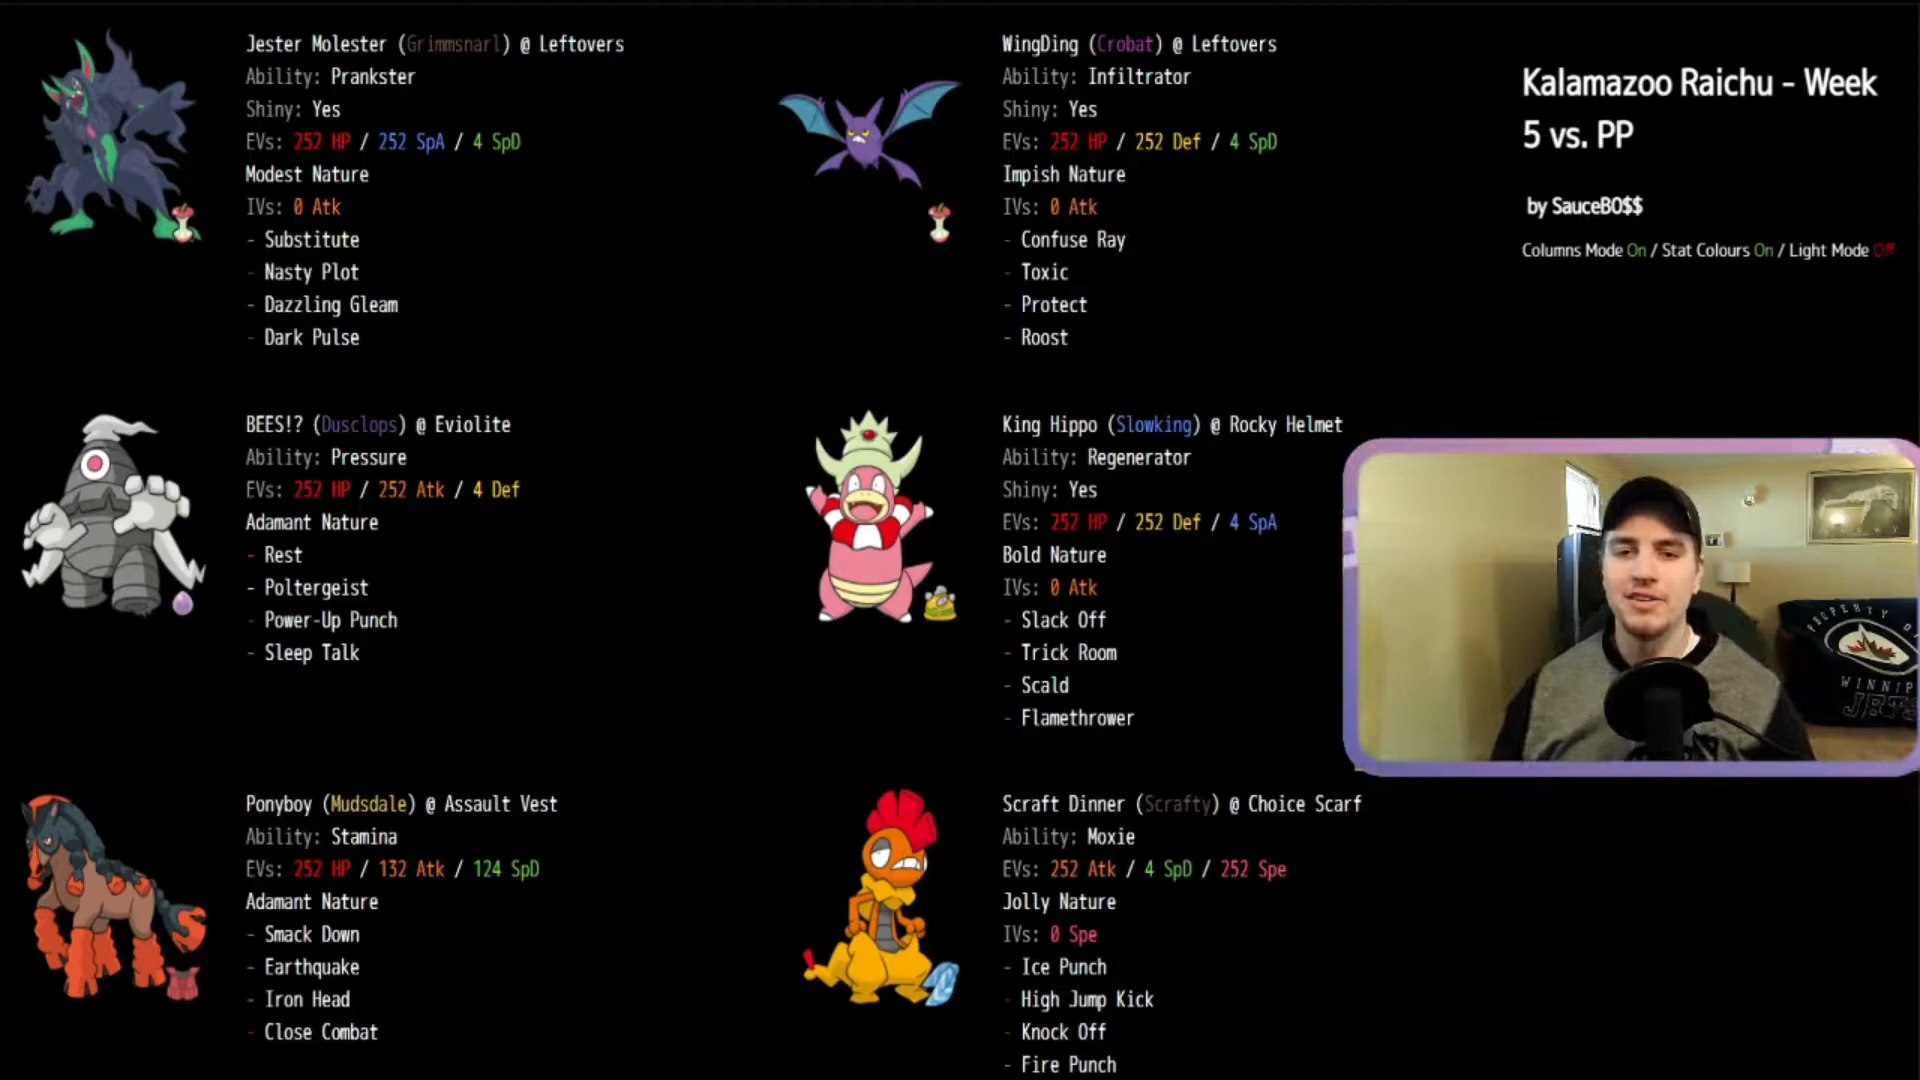 Jester Molester (Grimmsnarl) @ Leftovers
Ability: Prankster
Shiny: Yes
EVs: 252 HP / 252 SpA / 4 SpD
Modest Nature
IVs: 0 Atk
- Substitute
- Nasty Plot
- Dazzling Gleam
- Dark Pulse
WingDing (Crobat) @ Leftovers
Ability: Infiltrator
Shiny: Yes
EVs: 252 HP / 252 Def / 4 SpD
Impish Nature
IVs: 0 Atk
- Confuse Ray
- Toxic
- Protect
- Roost
Kalamazoo Raichu - Week
5 vs. PP
by SauceB0$$
Columns Mode On / Stat Colours On / Light Mode Off
BEES!? (Dusclops) @ Eviolite
Ability: Pressure
EVs: 252 HP / 252 Atk / 4 Def
Adamant Nature
- Rest
- Poltergeist
- Power-Up Punch
- Sleep Talk
King Hippo (Slowking) @ Rocky Helmet
Ability: Regenerator
Shiny: Yes
EVs: 252 HP / 252 Def / 4 SpA
Bold Nature
IVs: 0 Atk
- Slack Off
- Trick Room
- Scald
- Flamethrower
PROPERTY O
WINNIP
JETS
Ponyboy (Mudsdale) @ Assault Vest
Ability: Stamina
EVs: 252 HP / 132 Atk / 124 SpD
Adamant Nature
- Smack Down
- Earthquake
- Iron Head
- Close Combat
Scraft Dinner (Scrafty) @ Choice Scarf
Ability: Moxie
EVs: 252 Atk / 4 SpD / 252 Spe
Jolly Nature
IVs: 0 Spe
- Ice Punch
- High Jump Kick
- Knock Off
- Fire Punch